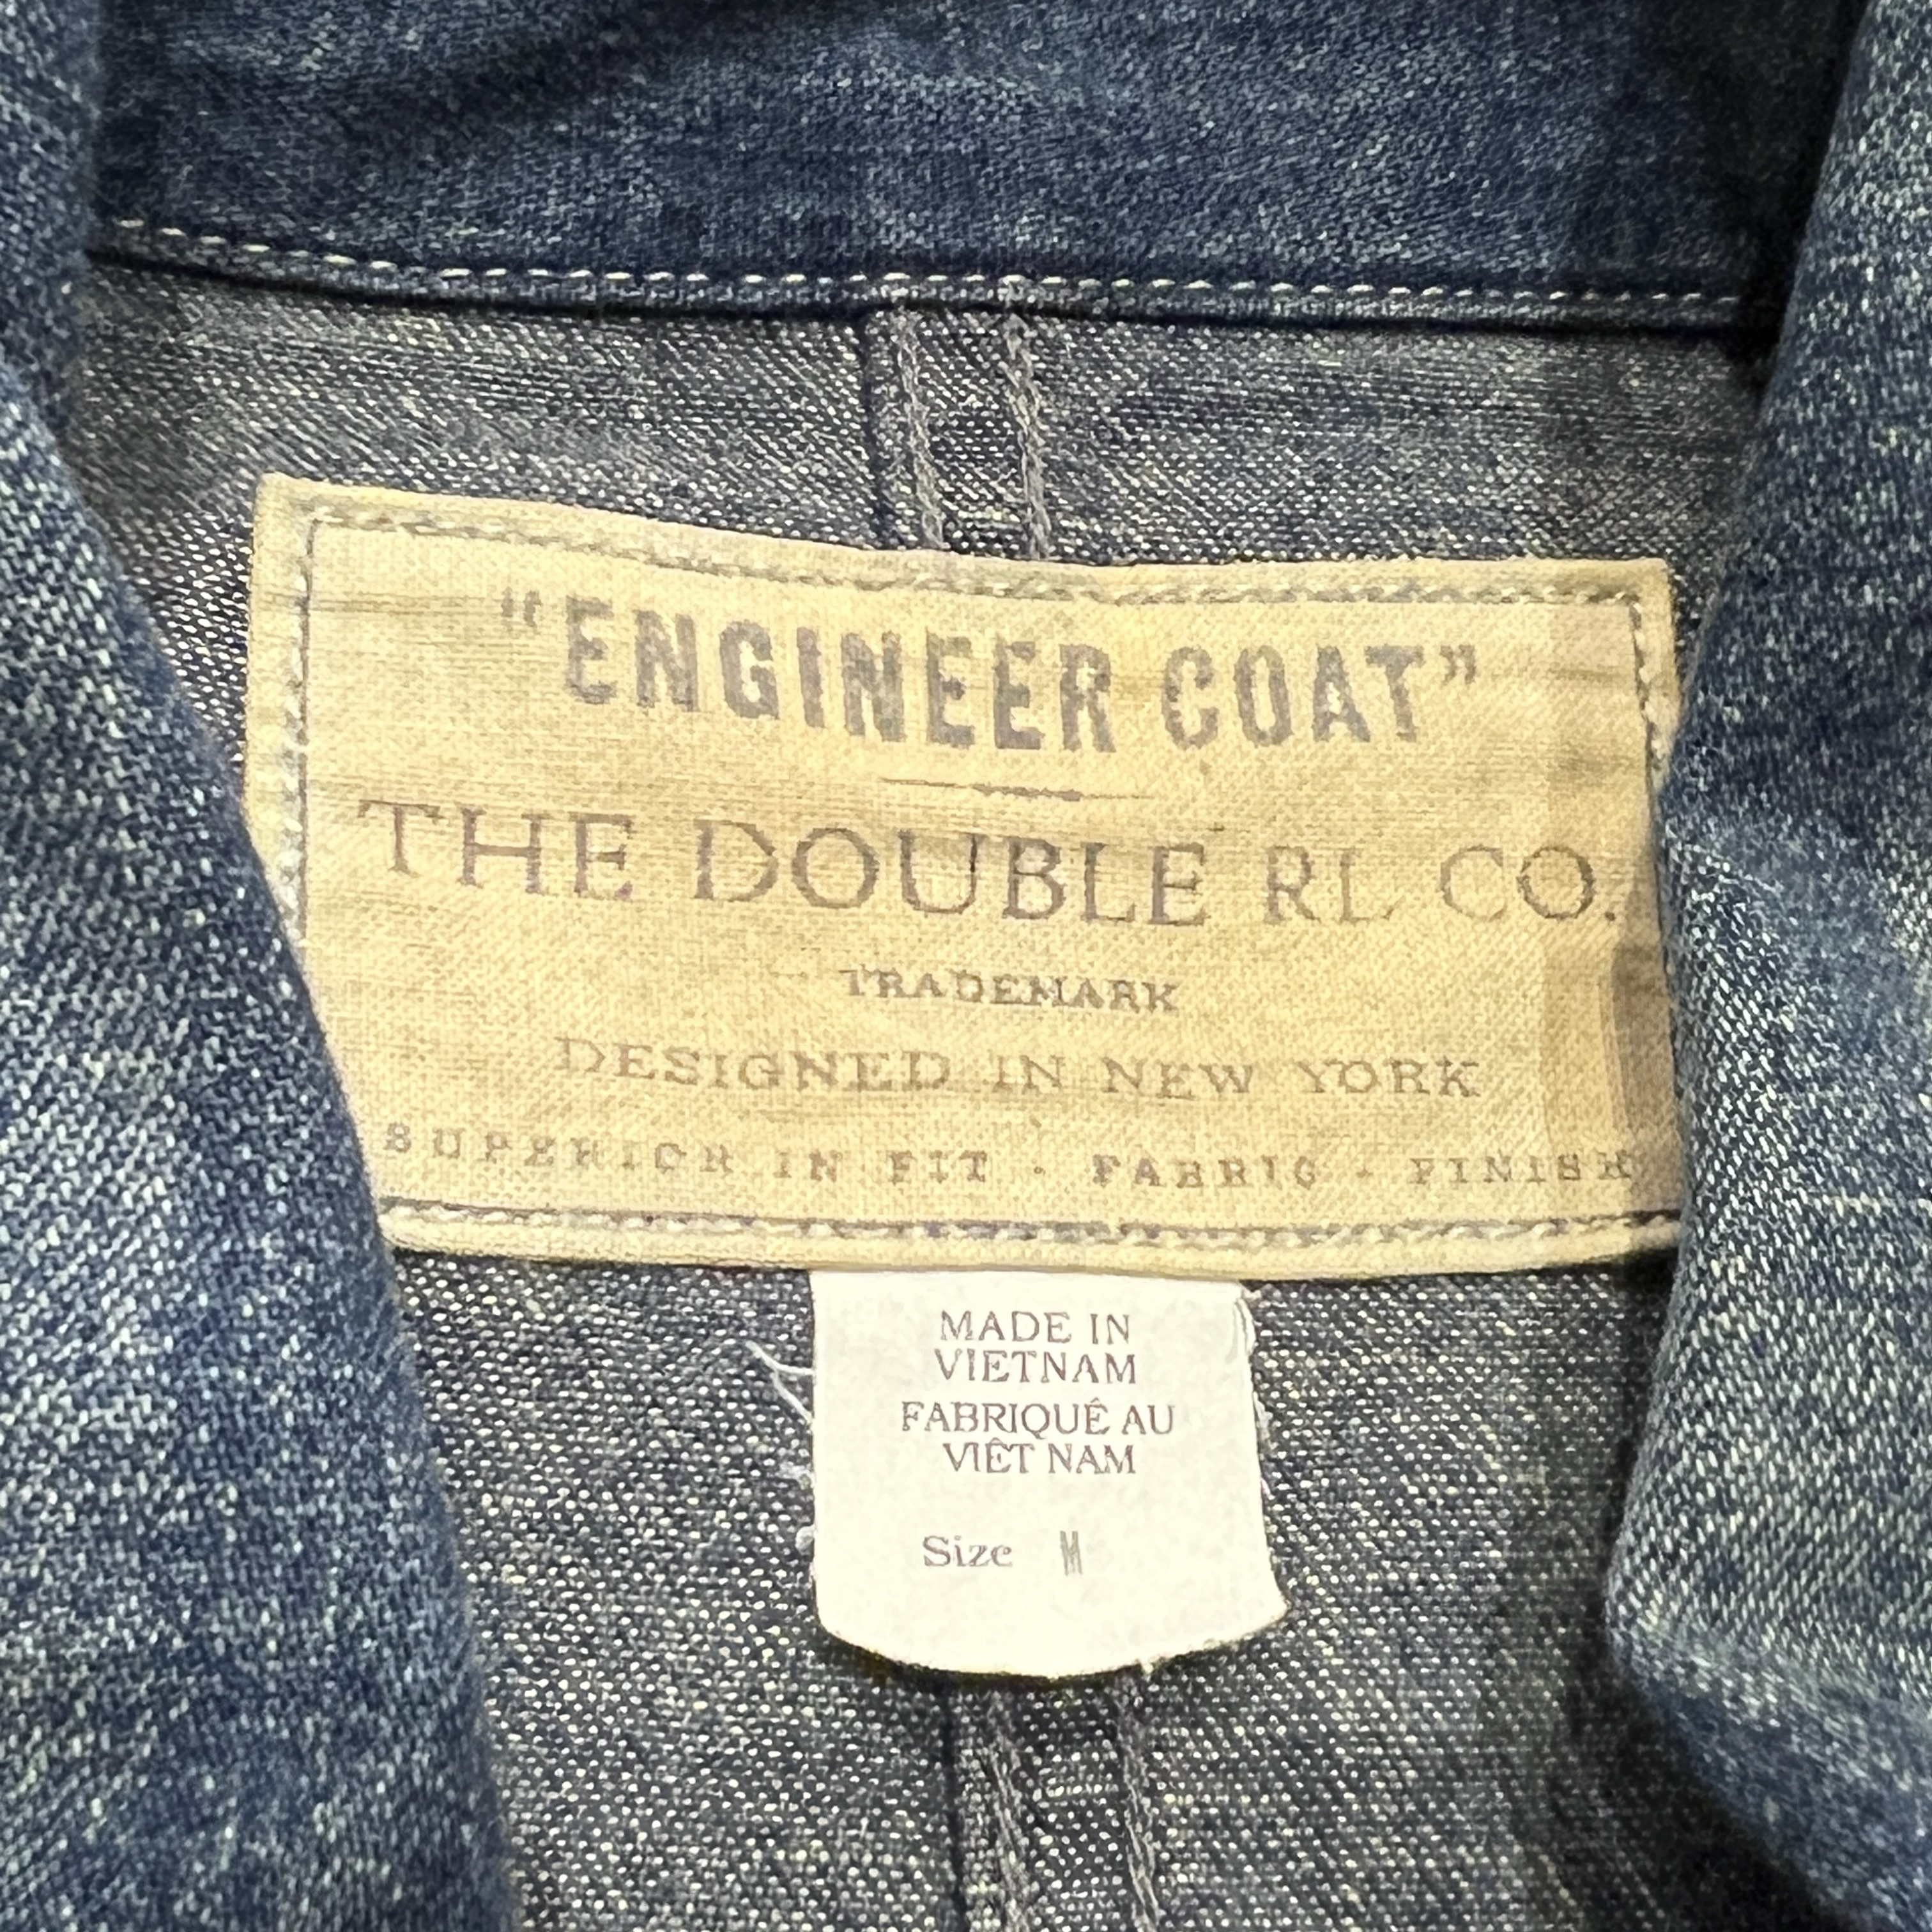 "ENGINEER COAT"
THE DOUBLE RL CO.
TRADEMARK
DESIGNED IN NEW YORK
SUPERIOR IN FIT · FABRIC · FINISH
MADE IN
VIETNAM
FABRIQUÉ AU
VIÊT NAM
Size M